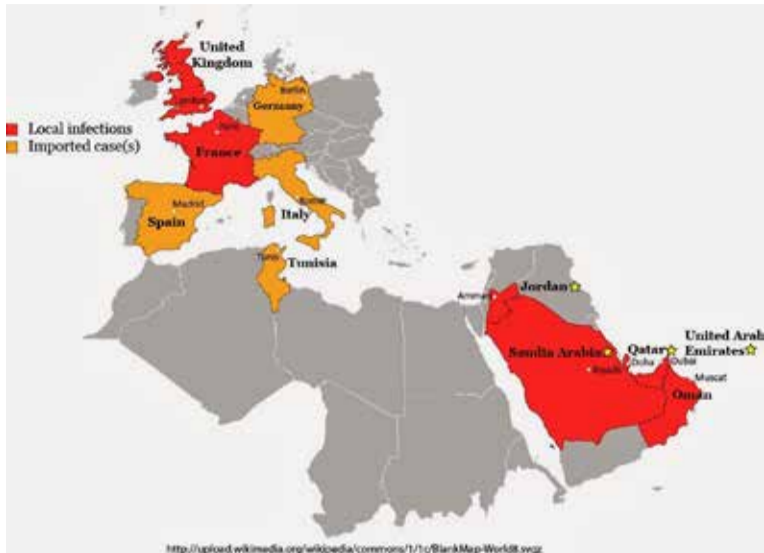 United
Kingdom
London
Berlin
Germany
Local infections
Imported case(s)
Paris
France
Madrid
Spain
Rome
Italy
Tunis
Tunisia
Jordan
Amman
Saudia Arabia
Riyadh
Qatar
Doha
United Arab
Emirates
Dubai
Muscat
Oman
http://upload.wikimedia.org/wikipedia/commons/1/1c/BlankMap-World8.svgz